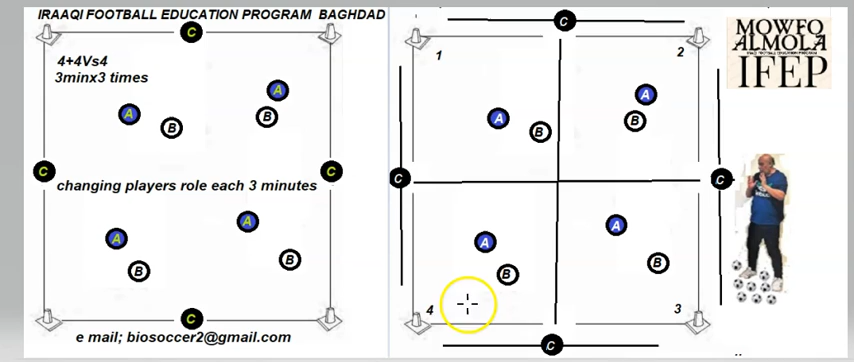 IRAAQI FOOTBALL EDUCATION PROGRAM BAGHDAD
C
4+4Vs4
3minx3 times
A
A
B
B
C
C
changing players role each 3 minutes
A
A
B
B
C
e mail; biosoccer2@gmail.com
C
1
2
A
A
B
B
C
C
A
A
B
B
4
3
C
MOWFO
ALMOLA
IFEP